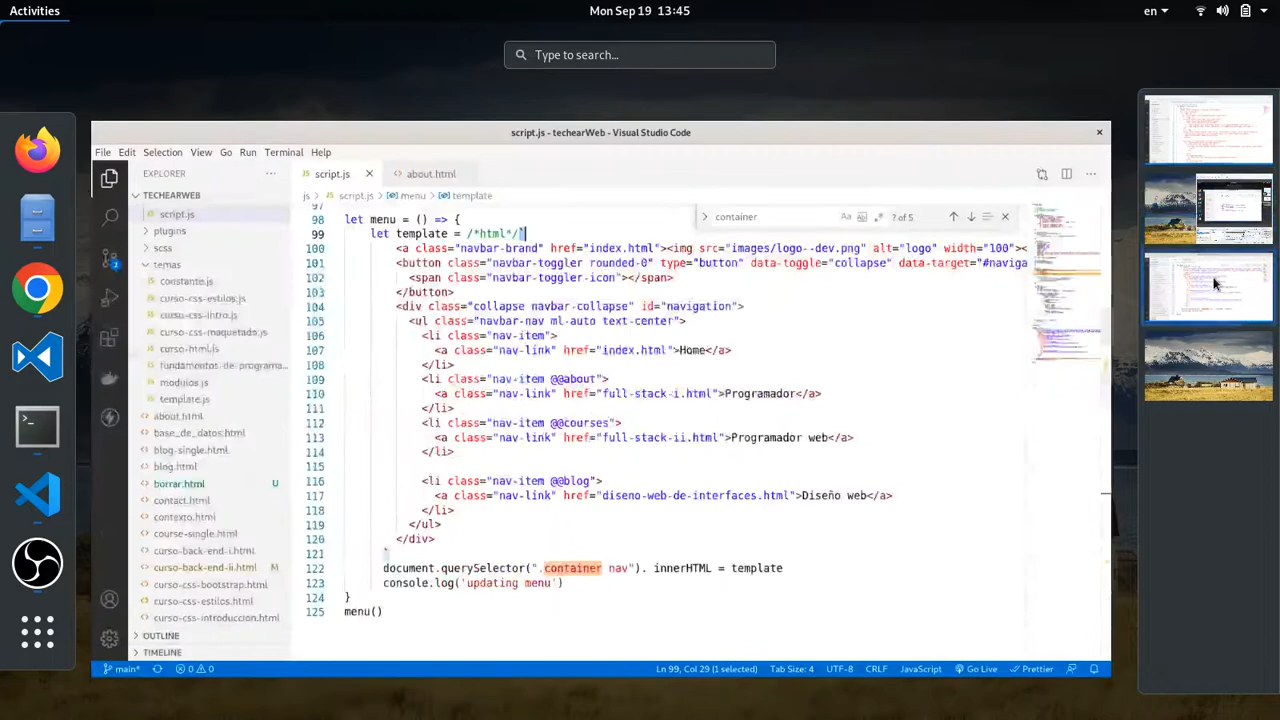 Activities
Mon Sep 19 13:45
en
Type to search...
script.js - techearWeb - Visual Studio Code
File Edit Selection View Go Run Terminal Help
EXPLORER
script.js
about.html
TECHEARWEB
js > script.js > menu > template
script.js
plugins
scss
temas
constante.js
curso-css-estilos.js
curso-css-intro.js
curso-css-maquetado.js
curso-html.js
fundamentos-de-programa...
modulos.js
template.js
about.html
base_de_datos.html
blog-single.html
blog.html
borrar.html U
contact.html
contexto.html
course-single.html
curso-back-end-i.html
curso-back-end-ii.html M
curso-css-bootstrap.html
curso-css-estilos.html
curso-css-introduccion.html
OUTLINE
TIMELINE
container
Aa
? of 5
98 let menu = () => {
99 let template = /*html*/`
100 <a class="navbar-brand" href="index.html"><img src="images/logo--dev.png" alt="logo" width="100"><
101 <button class="navbar-toggler rounded-0" type="button" data-toggle="collapse" data-target="#naviga
102 <span class="navbar-toggler-icon"></span>
103 </button>
104 <div class="collapse navbar-collapse" id="navigation">
105 <ul class="navbar-nav ml-auto text-center">
106 <li class="nav-item">
107 <a class="nav-link" href="index.html">Home</a>
108 </li>
109 <li class="nav-item @@about">
110 <a class="nav-link" href="full-stack-i.html">Programador</a>
111 </li>
112 <li class="nav-item @@courses">
113 <a class="nav-link" href="full-stack-ii.html">Programador web</a>
114 </li>
115
116 <li class="nav-item @@blog">
117 <a class="nav-link" href="diseno-web-de-interfaces.html">Diseño web</a>
118 </li>
119 </ul>
120 </div>
121 `
122 document.querySelector(".container nav"). innerHTML = template
123 console.log('updating menu')
124 }
125 menu()
main*
0 0
Ln 99, Col 29 (1 selected)
Tab Size: 4
UTF-8
CRLF
JavaScript
Go Live
Prettier